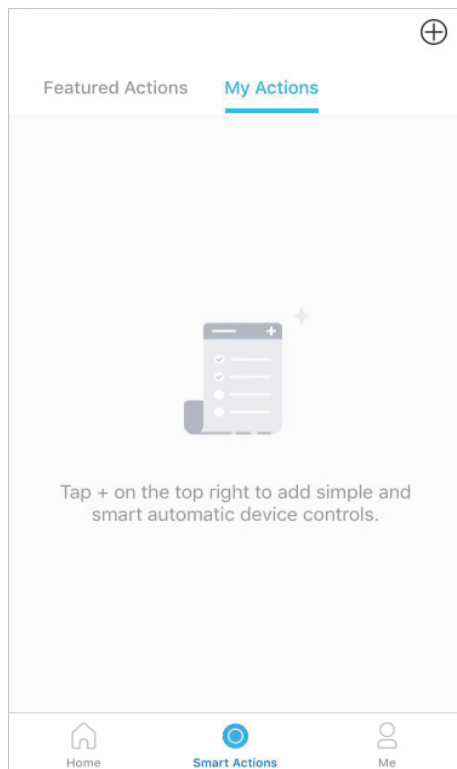 Featured Actions
My Actions
Tap + on the top right to add simple and
smart automatic device controls.
Home
Smart Actions
Me